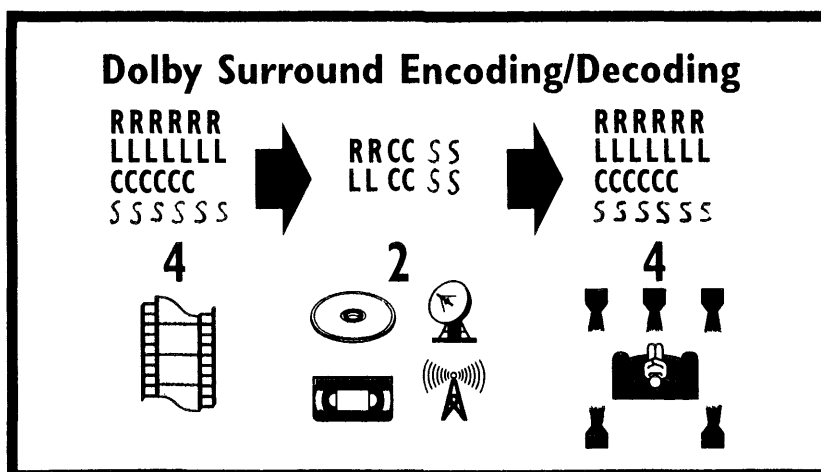 Dolby Surround Encoding/Decoding
RRRRRR
LLLLLLL
CCCCCC
SSSSSS
4
RRCC SS
LL CC SS
2
RRRRRR
LLLLLLL
CCCCCC
SSSSSS
4